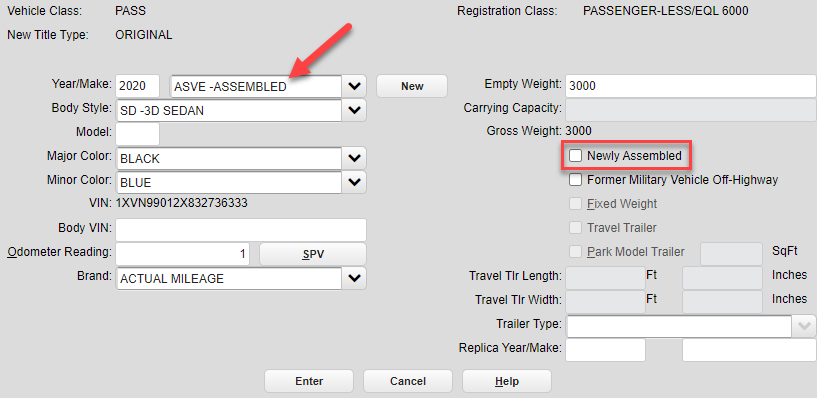 Vehicle Class: PASS Registration Class: PASSENGER-LESS/EQL 6000
New Title Type: ORIGINAL
Year/Make: 2020 ASVE -ASSEMBLED New Empty Weight: 3000
Body Style: SD -3D SEDAN Carrying Capacity:
Model: Gross Weight: 3000
Major Color: BLACK Newly Assembled
Minor Color: BLUE Former Military Vehicle Off-Highway
VIN: 1XVN99012X832736333 Fixed Weight
Body VIN: Travel Trailer
Odometer Reading: 1 SPV Park Model Trailer SqFt
Brand: ACTUAL MILEAGE Travel Tlr Length: Ft Inches
Travel Tlr Width: Ft Inches
Trailer Type:
Replica Year/Make:
Enter Cancel Help